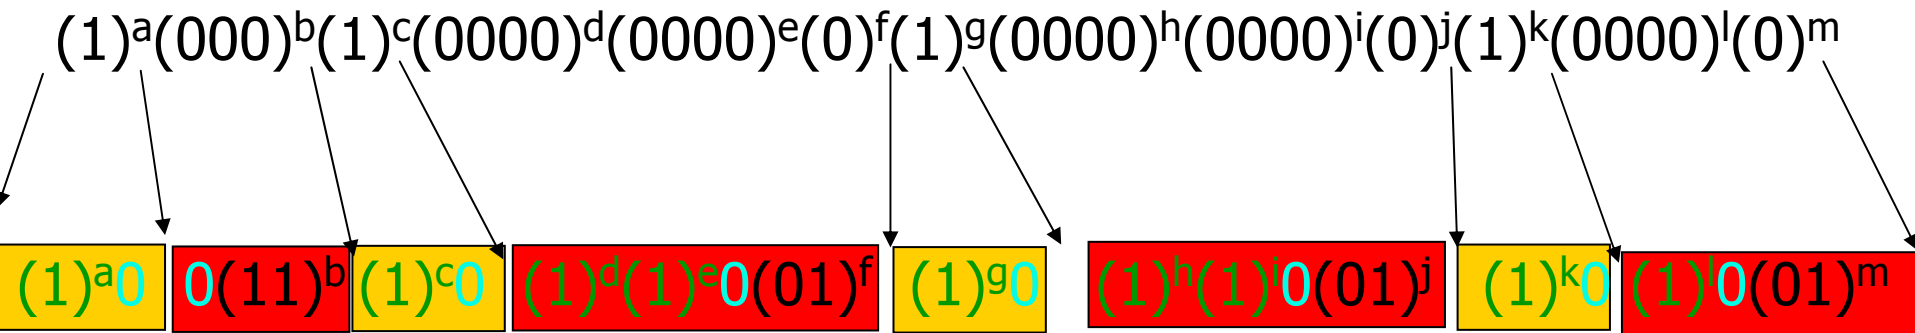 (1)ᵃ(000)ᵇ(1)ᶜ(0000)ᵈ(0000)ᵉ(0)ᶠ(1)ᵍ(0000)ʰ(0000)ⁱ(0)ʲ(1)ᵏ(0000)ˡ(0)ᵐ
(1)ᵃ0 0(11)ᵇ (1)ᶜ0 (1)ᵈ(1)ᵉ0(01)ᶠ (1)ᵍ0 (1)ʰ(1)ⁱ0(01)ʲ (1)ᵏ0 (1)ˡ0(01)ᵐ